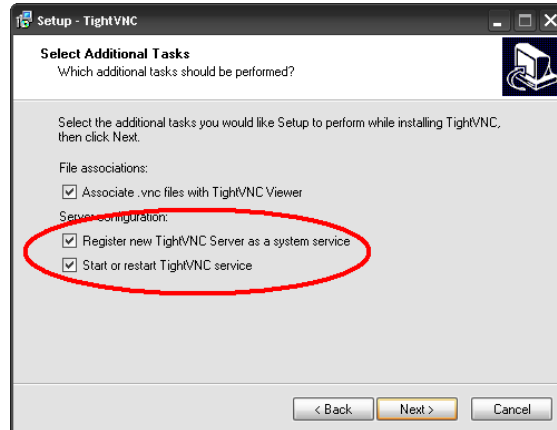 Setup - TightVNC
Select Additional Tasks
Which additional tasks should be performed?
Select the additional tasks you would like Setup to perform while installing TightVNC,
then click Next.
File associations:
Associate .vnc files with TightVNC Viewer
Server configuration:
Register new TightVNC Server as a system service
Start or restart TightVNC service
< Back
Next >
Cancel